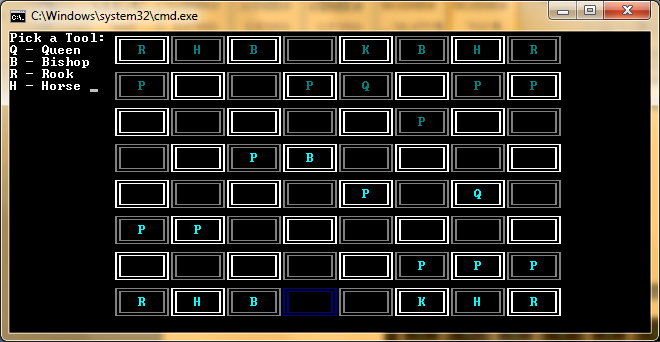 C:\Windows\system32\cmd.exe
Pick a Tool:
Q - Queen
B - Bishop
R - Rook
H - Horse _
R H B K B H R
P P Q P P
P
P B
P Q
P P
P P P
R H B K H R